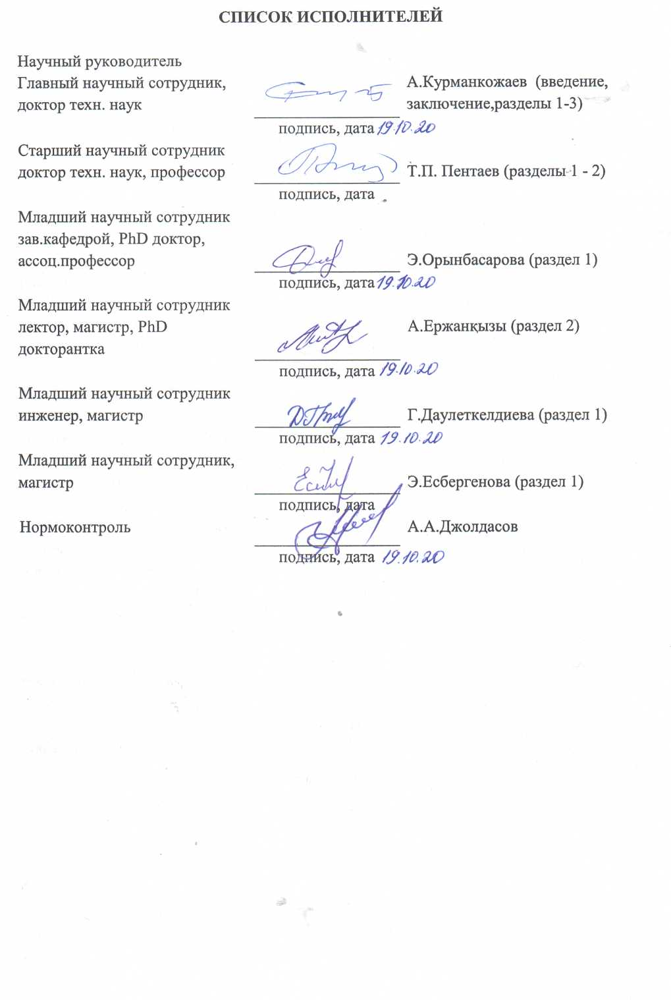 СПИСОК ИСПОЛНИТЕЛЕЙ
Научный руководитель
Главный научный сотрудник,
доктор техн. наук
А.Курманкожаев (введение,
заключение,разделы 1-3)
подпись, дата 19.10.20
Старший научный сотрудник
доктор техн. наук, профессор
Т.П. Пентаев (разделы 1 - 2)
подпись, дата
Младший научный сотрудник
зав.кафедрой, PhD доктор,
ассоц.профессор
Э.Орынбасарова (раздел 1)
подпись, дата 19.10.20
Младший научный сотрудник
лектор, магистр, PhD
докторантка
А.Ержанқызы (раздел 2)
подпись, дата 19.10.20
Младший научный сотрудник
инженер, магистр
Г.Даулеткелдиева (раздел 1)
подпись, дата 19.10.20
Младший научный сотрудник,
магистр
Э.Есбергенова (раздел 1)
подпись, дата
Нормоконтроль
А.А.Джолдасов
подпись, дата 19.10.20